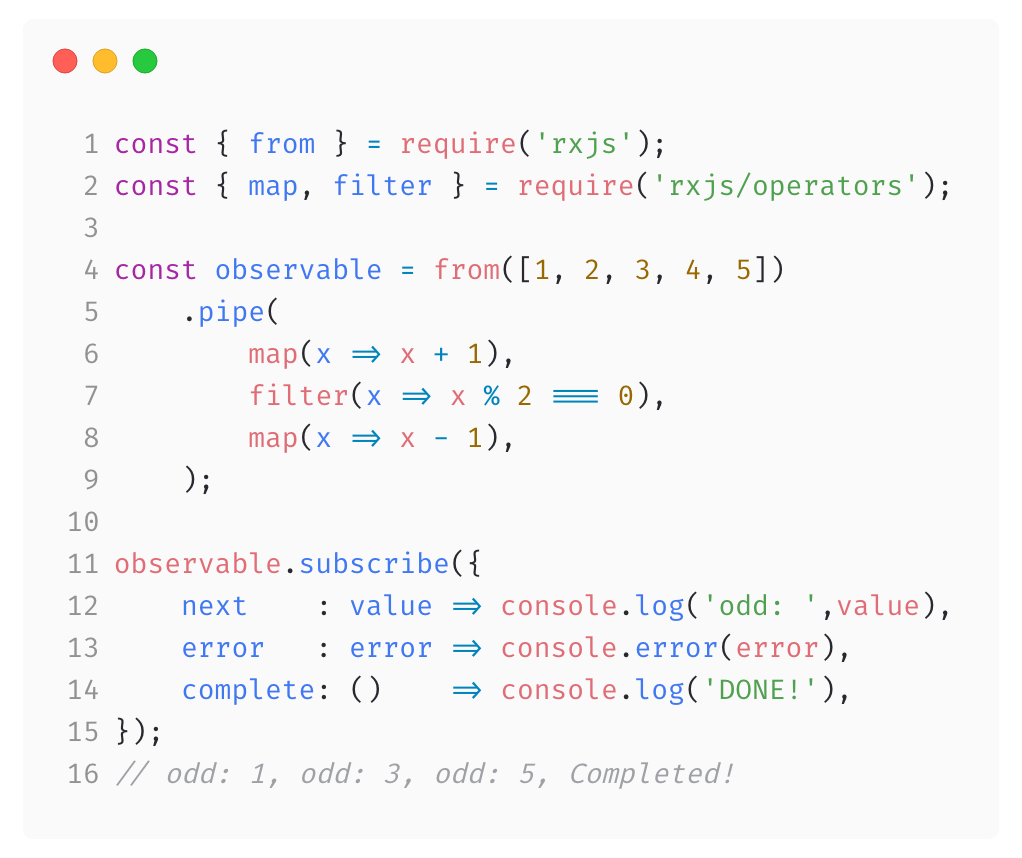 1 const { from } = require('rxjs');
2 const { map, filter } = require('rxjs/operators');
3
4 const observable = from([1, 2, 3, 4, 5])
5     .pipe(
6         map(x => x + 1),
7         filter(x => x % 2 === 0),
8         map(x => x - 1),
9     );
10
11 observable.subscribe({
12     next    : value => console.log('odd: ',value),
13     error   : error => console.error(error),
14     complete: ()    => console.log('DONE!'),
15 });
16 // odd: 1, odd: 3, odd: 5, Completed!